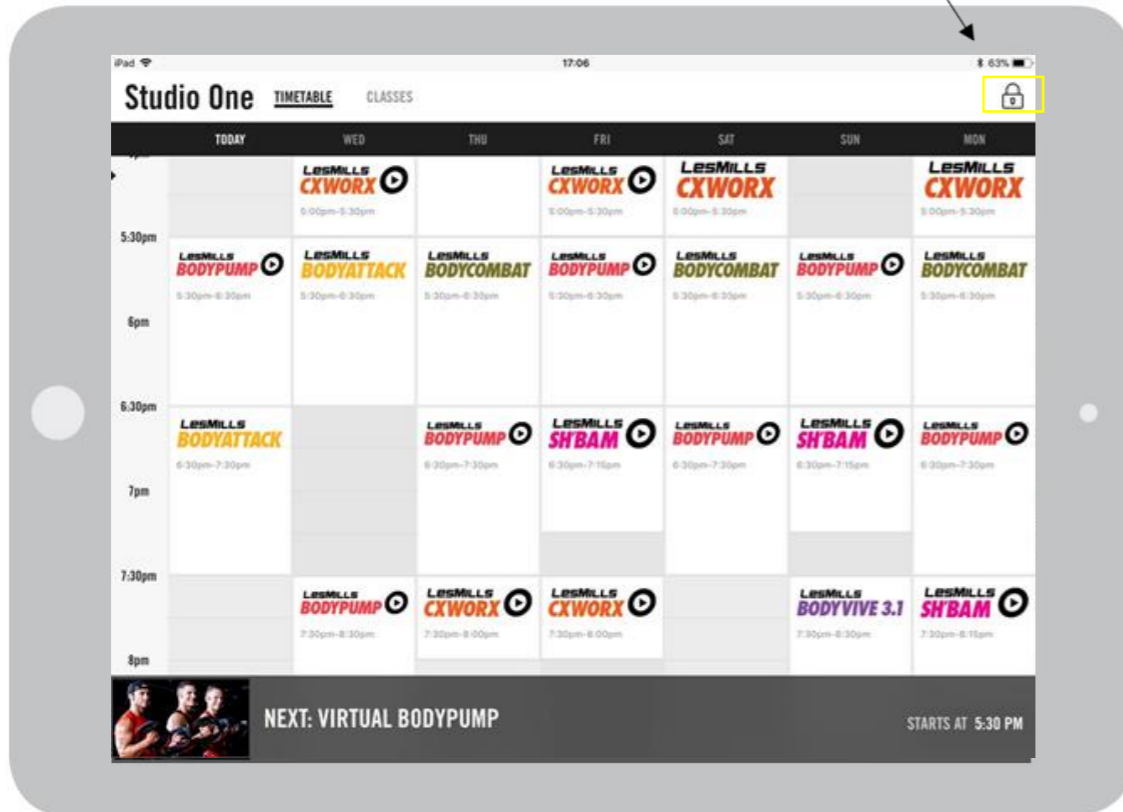 iPad 17:06 63%
Studio One TIMETABLE CLASSES
TODAY WED THU FRI SAT SUN MON
LESMILLS LESMILLS LESMILLS LESMILLS
CXWORX CXWORX CXWORX CXWORX
5:00pm-5:30pm 5:00pm-5:30pm 5:00pm-5:30pm 5:00pm-5:30pm
5:30pm
LESMILLS LESMILLS LESMILLS LESMILLS LESMILLS LESMILLS LESMILLS
BODYPUMP BODYATTACK BODYCOMBAT BODYPUMP BODYCOMBAT BODYPUMP BODYCOMBAT
5:30pm-6:30pm 5:30pm-6:30pm 5:30pm-6:30pm 5:30pm-6:30pm 5:30pm-6:30pm 5:30pm-6:30pm 5:30pm-6:30pm
6pm
6:30pm
LESMILLS LESMILLS LESMILLS LESMILLS LESMILLS LESMILLS
BODYATTACK BODYPUMP SH'BAM BODYPUMP SH'BAM BODYPUMP
6:30pm-7:30pm 6:30pm-7:30pm 6:30pm-7:15pm 6:30pm-7:30pm 6:30pm-7:15pm 6:30pm-7:30pm
7pm
7:30pm
LESMILLS LESMILLS LESMILLS LESMILLS LESMILLS
BODYPUMP CXWORX CXWORX BODYVIVE 3.1 SH'BAM
7:30pm-8:30pm 7:30pm-8:00pm 7:30pm-8:00pm 7:30pm-8:30pm 7:30pm-8:15pm
8pm
NEXT: VIRTUAL BODYPUMP STARTS AT 5:30 PM